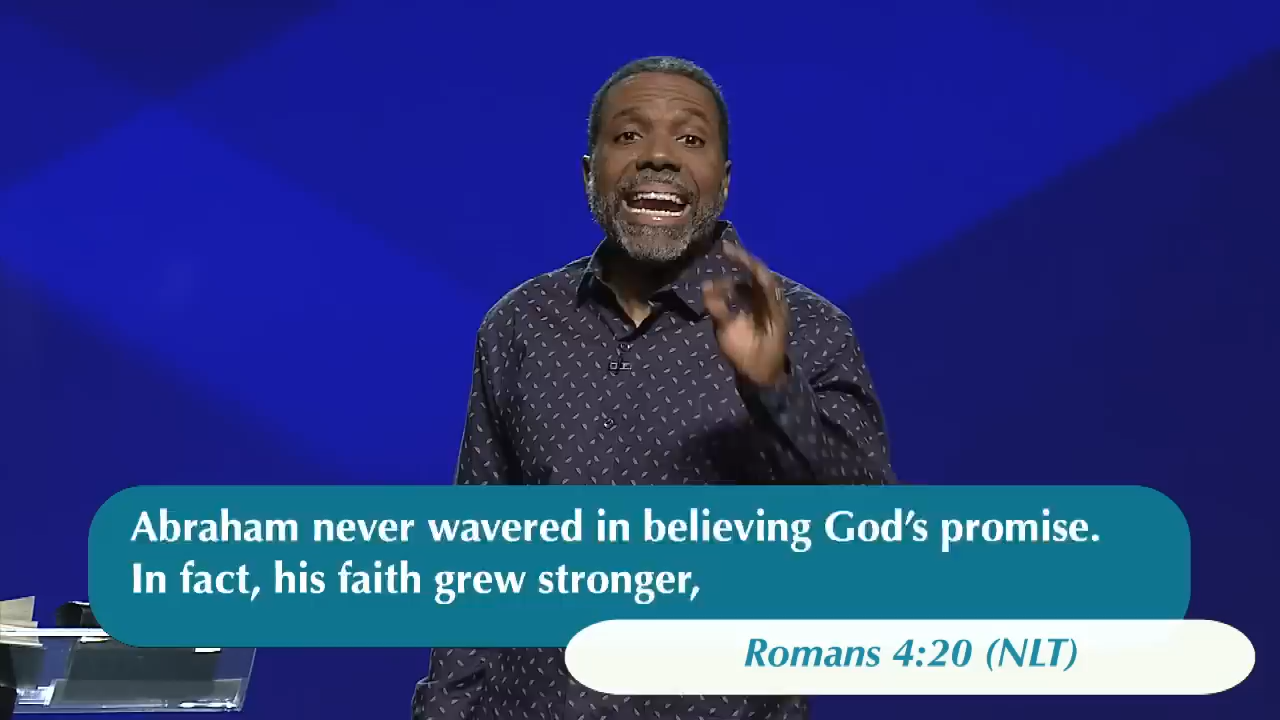 Abraham never wavered in believing God's promise.
In fact, his faith grew stronger,
Romans 4:20 (NLT)